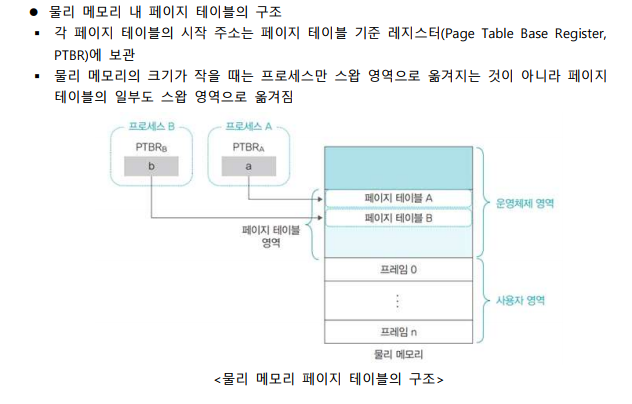 ● 물리 메모리 내 페이지 테이블의 구조
▪ 각 페이지 테이블의 시작 주소는 페이지 테이블 기준 레지스터(Page Table Base Register,
PTBR)에 보관
▪ 물리 메모리의 크기가 작을 때는 프로세스만 스왑 영역으로 옮겨지는 것이 아니라 페이지
테이블의 일부도 스왑 영역으로 옮겨짐
프로세스 B
프로세스 A
PTBRB
PTBRA
b
a
페이지 테이블 A
페이지 테이블 B
페이지 테이블
영역
운영체제 영역
프레임 0
⋮
사용자 영역
프레임 n
물리 메모리
<물리 메모리 페이지 테이블의 구조>